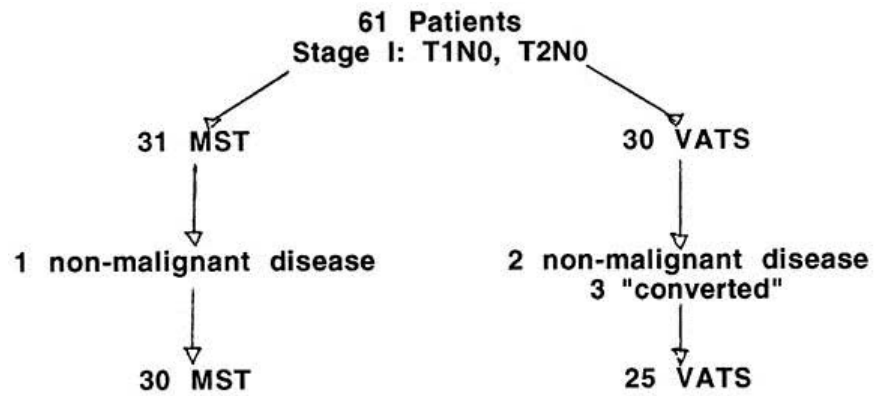 61 Patients
Stage I: T1N0, T2N0
31 MST
30 VATS
1 non-malignant disease
2 non-malignant disease
3 "converted"
30 MST
25 VATS